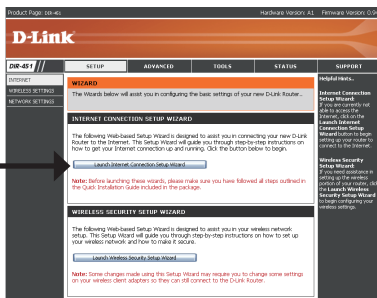 Product Page: DIR-451
Hardware Version: A1 Firmware Version: 0.9
D-Link
DIR-451
SETUP
ADVANCED
TOOLS
STATUS
SUPPORT
INTERNET
WIRELESS SETTINGS
NETWORK SETTINGS
WIZARD
The Wizards below will assist you in configuring the basic settings of your new D-Link Router..
INTERNET CONNECTION SETUP WIZARD
The following Web-based Setup Wizard is designed to assist you in connecting your new D-Link
Router to the Internet. This Setup Wizard will guide you through step-by-step instructions on
how to get your Internet connection up and running. Click the button below to begin.
Launch Internet Connection Setup Wizard
Note: Before launching these wizards, please make sure you have followed all steps outlined in
the Quick Installation Guide included in the package.
WIRELESS SECURITY SETUP WIZARD
The following Web-based Setup Wizard is designed to assist you in your wireless network
setup. This Setup Wizard will guide you through step-by-step instructions on how to set up
your wireless network and how to make it secure.
Launch Wireless Security Setup Wizard
Note: Some changes made using this Setup Wizard may require you to change some settings
on your wireless client adapters so they can still connect to the D-Link Router.
Helpful Hints..
Internet Connection
Setup Wizard:
If you are currently not
able to access the
Internet, click on the
Launch Internet
Connection Setup
Wizard button to begin
setting up your router to
connect to the Internet.
Wireless Security
Setup Wizard:
If you need assistance in
setting up the wireless
portion of your router, click
the Launch Wireless
Security Setup Wizard
to begin configuring your
wireless settings.